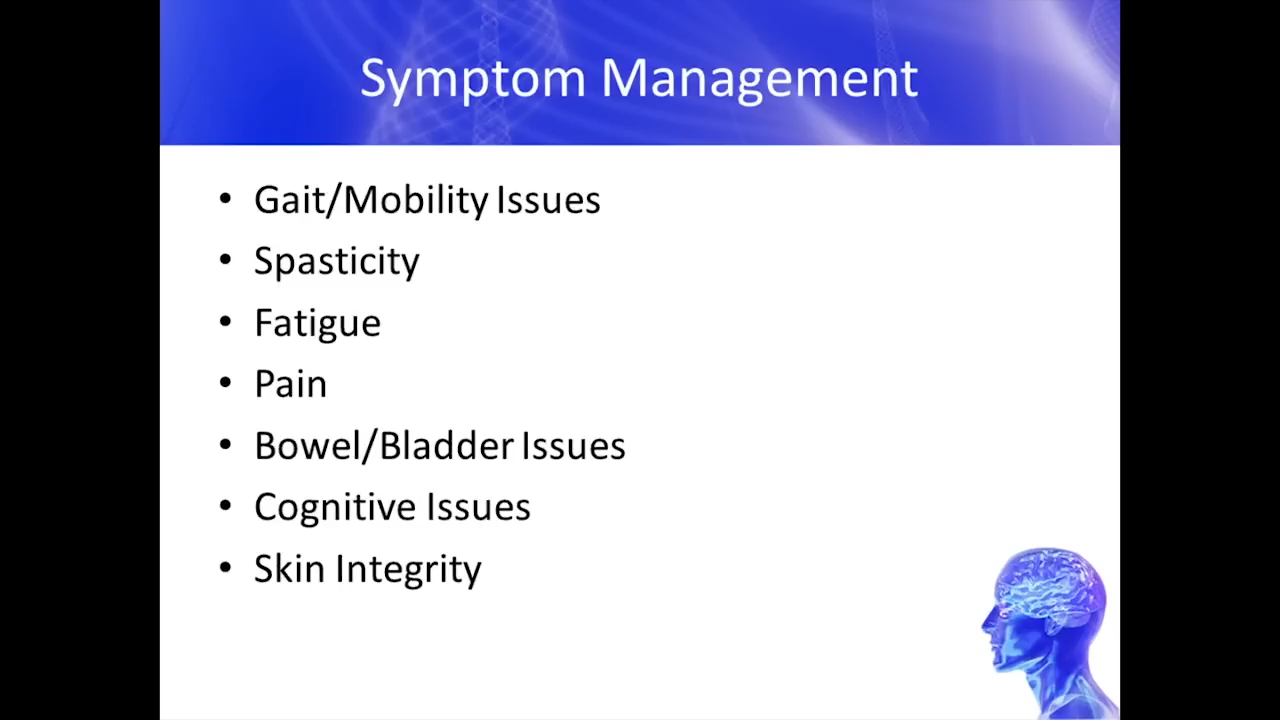 Symptom Management
• Gait/Mobility Issues
• Spasticity
• Fatigue
• Pain
• Bowel/Bladder Issues
• Cognitive Issues
• Skin Integrity